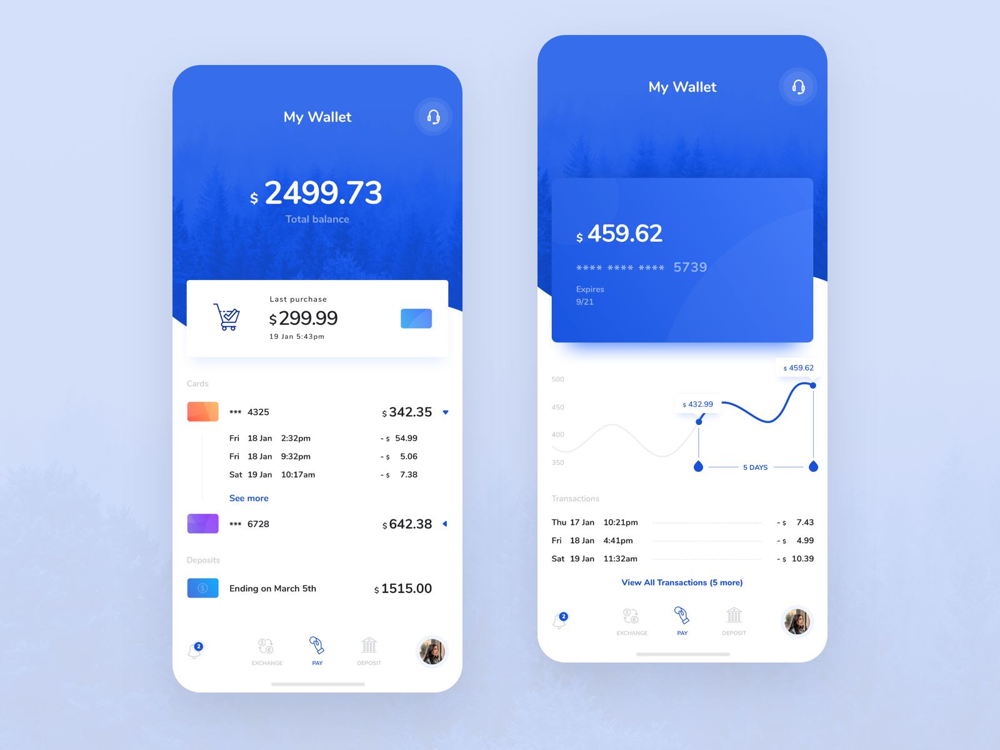 My Wallet
$ 2499.73
Total balance
Last purchase
$ 299.99
19 Jan 5:43pm
Cards
*** 4325 $ 342.35
Fri 18 Jan 2:32pm - $ 54.99
Fri 18 Jan 9:32pm - $ 5.06
Sat 19 Jan 10:17am - $ 7.38
See more
*** 6728 $ 642.38
Deposits
$
Ending on March 5th $ 1515.00
2
$ €
EXCHANGE PAY DEPOSIT
My Wallet
$ 459.62
**** **** **** 5739
Expires
9/21
$ 459.62
500
$ 432.99
450
400
350
5 DAYS
Transactions
Thu 17 Jan 10:21pm - $ 7.43
Fri 18 Jan 4:41pm - $ 4.99
Sat 19 Jan 11:32am - $ 10.39
View All Transactions (5 more)
2
$ €
EXCHANGE PAY DEPOSIT